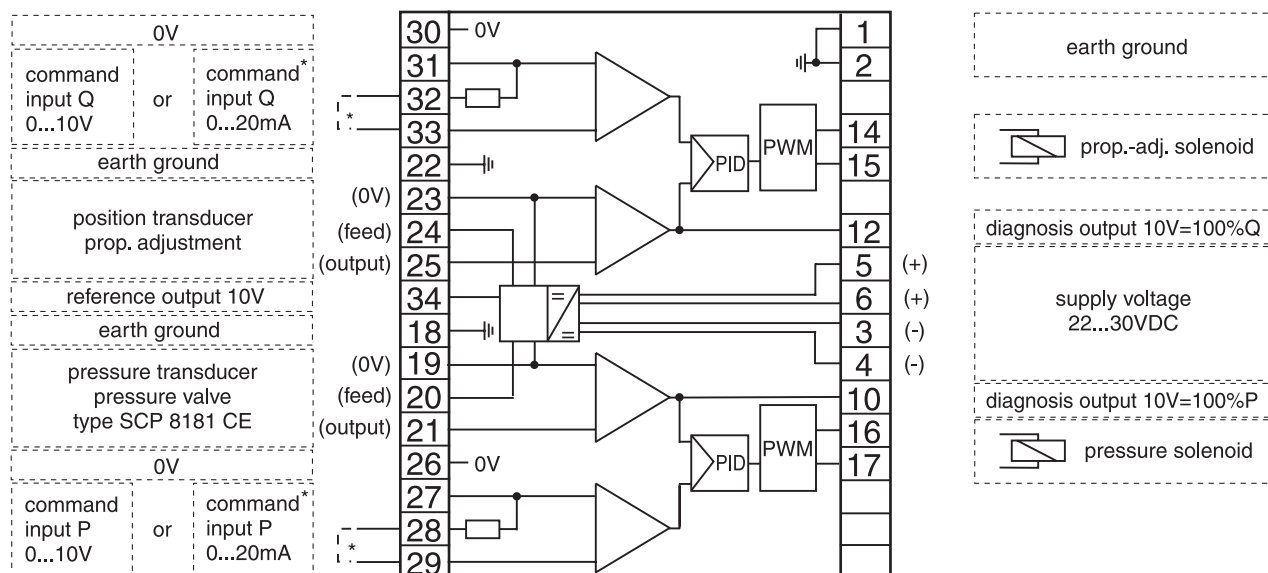 0V
command
input Q
0...10V
or
command*
input Q
0...20mA
earth ground
position transducer
prop. adjustment
reference output 10V
earth ground
pressure transducer
pressure valve
type SCP 8181 CE
0V
command
input P
0...10V
or
command*
input P
0...20mA
*
(0V)
(feed)
(output)
(0V)
(feed)
(output)
*
30
31
32
33
22
23
24
25
34
18
19
20
21
26
27
28
29
0V
0V
PID
PWM
=
=
PID
PWM
1
2
14
15
12
5
6
3
4
10
16
17
(+)
(+)
(-)
(-)
earth ground
prop.-adj. solenoid
diagnosis output 10V=100%Q
supply voltage
22...30VDC
diagnosis output 10V=100%P
pressure solenoid